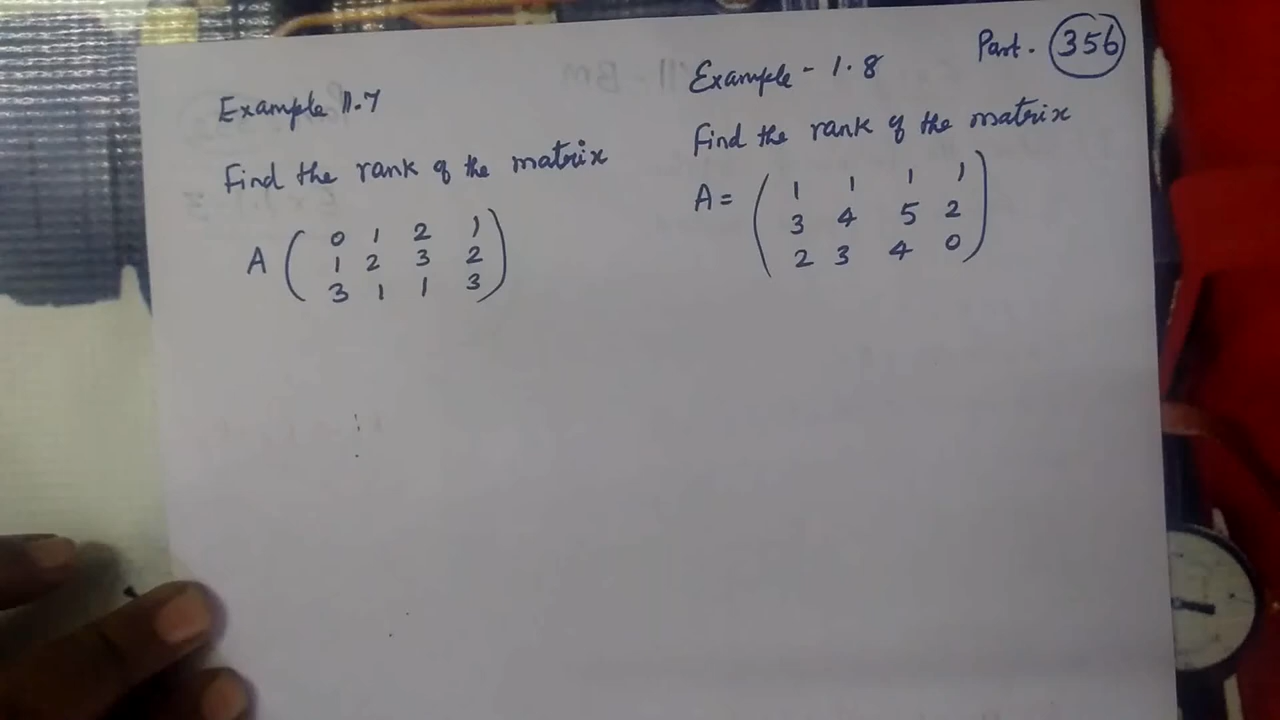 Part. 356
Example 1.7
Find the rank of the matrix
A ( 0 1 2 1
1 2 3 2
3 1 1 3 )
Example - 1.8
Find the rank of the matrix
A = ( 1 1 1 1
3 4 5 2
2 3 4 0 )